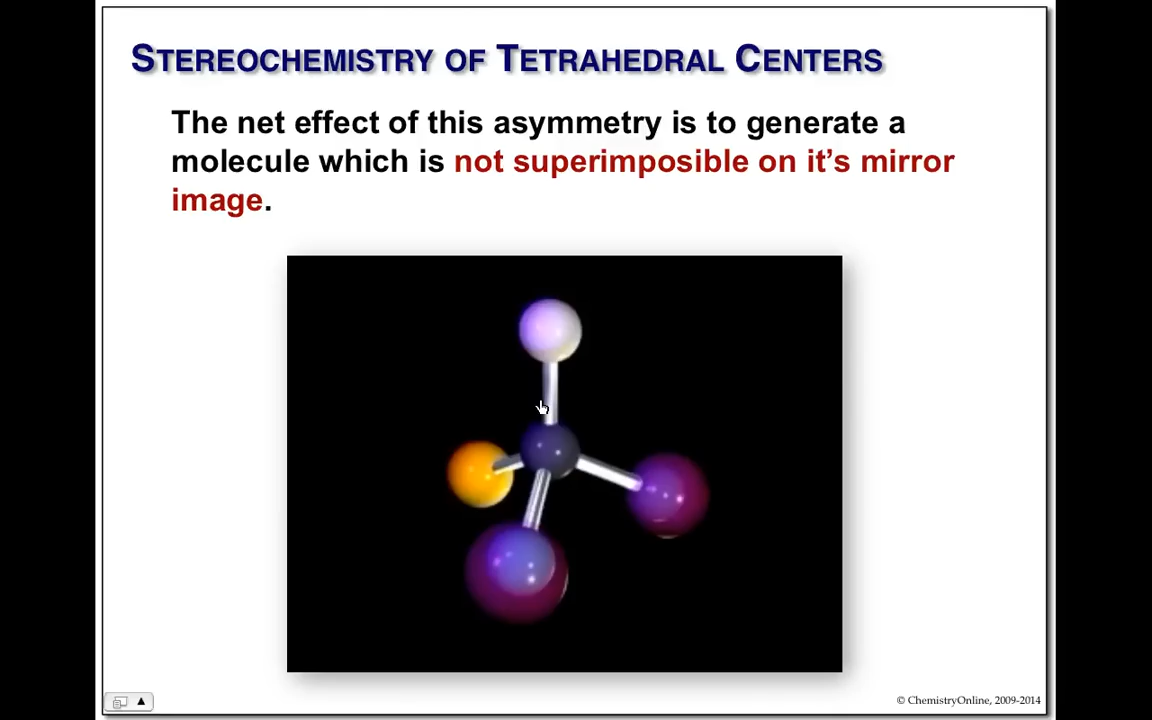 STEREOCHEMISTRY OF TETRAHEDRAL CENTERS
The net effect of this asymmetry is to generate a
molecule which is not superimposible on it’s mirror
image.
© ChemistryOnline, 2009-2014